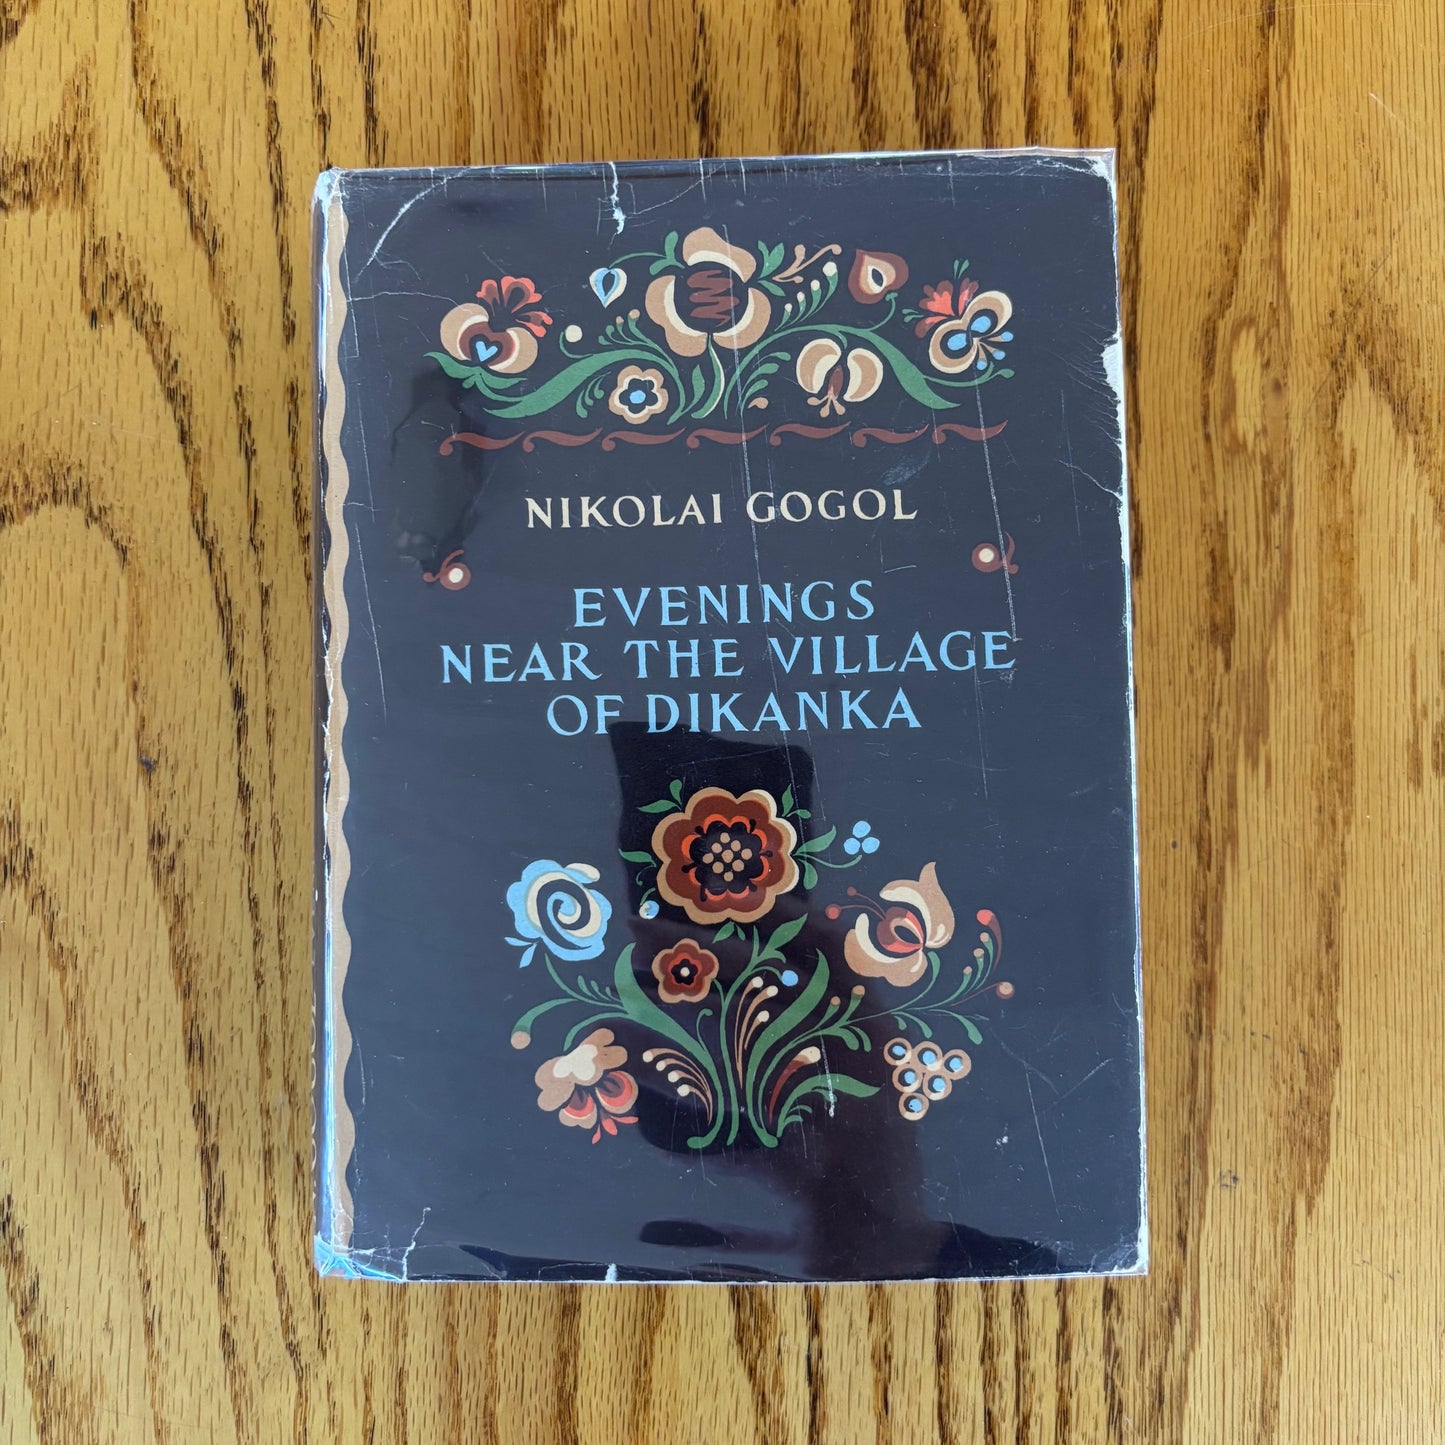 NIKOLAI GOGOL
EVENINGS
NEAR THE VILLAGE
OF DIKANKA